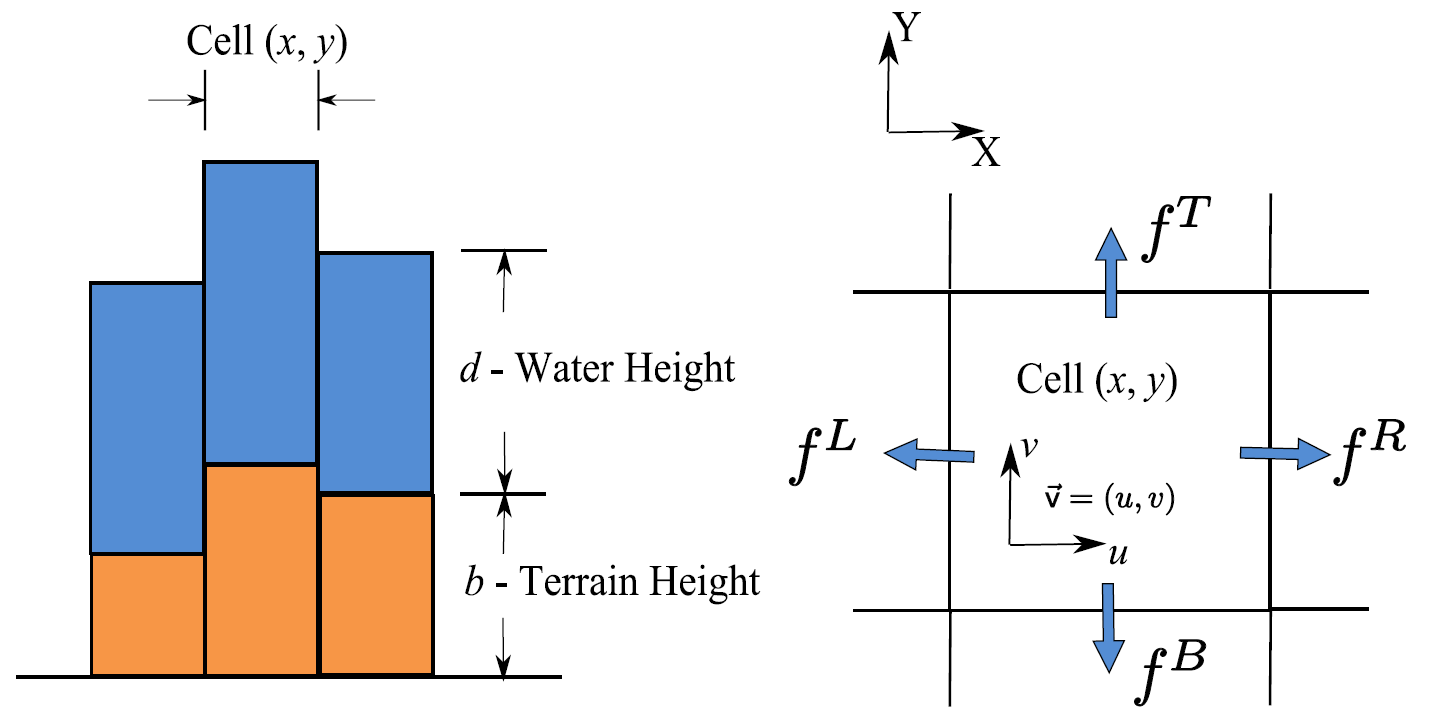 Cell (x, y)
d - Water Height
b - Terrain Height
Y
X
f^T
Cell (x, y)
f^L
f^R
v
v⃗ = (u, v)
u
f^B